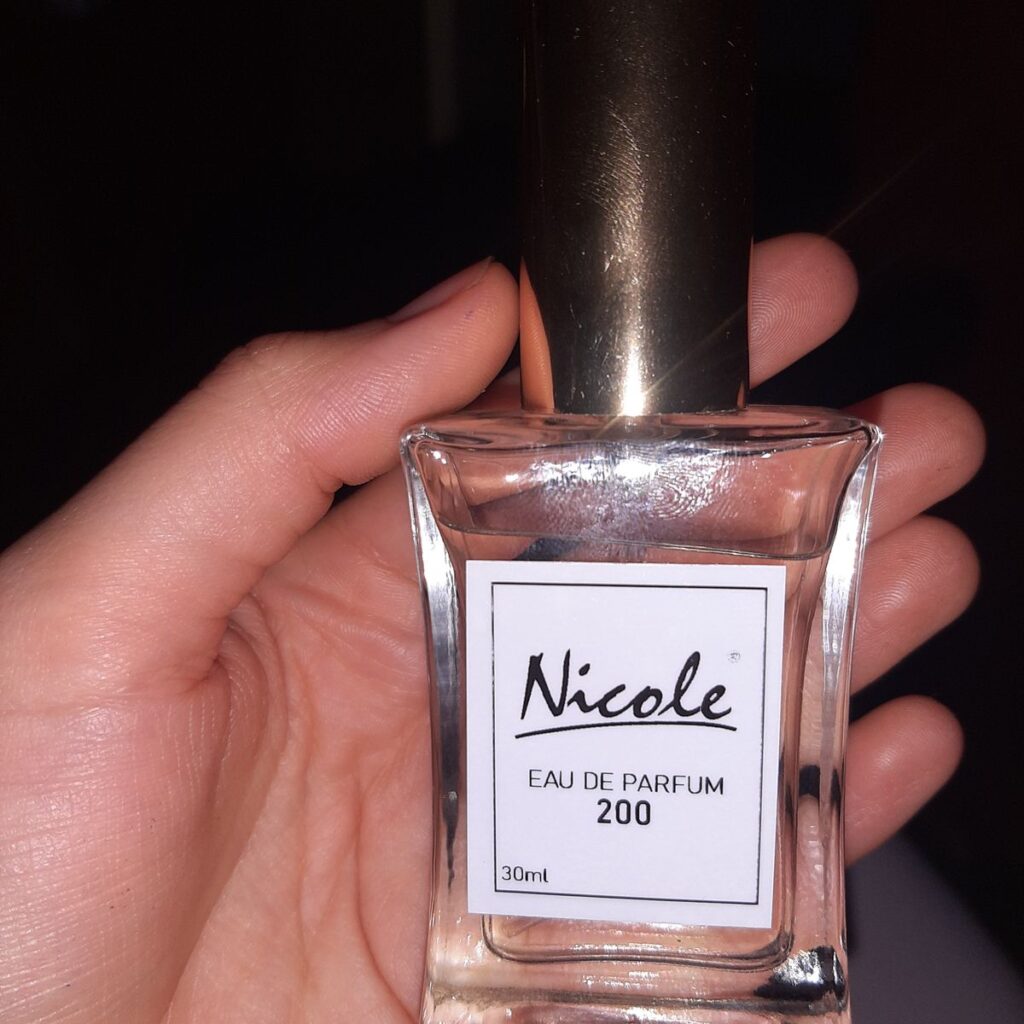 Nicole ®
EAU DE PARFUM
200
30ml